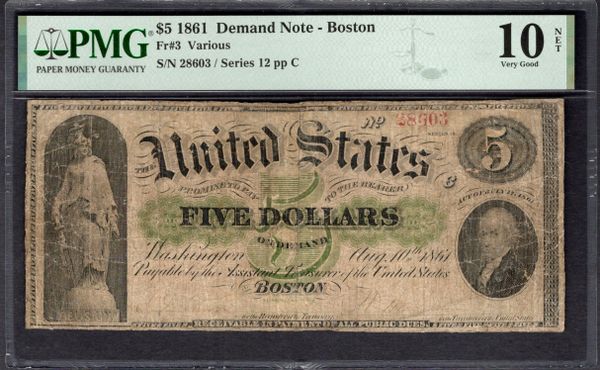 PMG
PAPER MONEY GUARANTY
$5 1861 Demand Note - Boston
Fr#3 Various
S/N 28603 / Series 12 pp C
10 NET
Very Good
No 28603
THE United States
5
PROMISE TO PAY TO THE BEARER
5
FIVE DOLLARS
ON DEMAND
Washington Aug. 10th 1861
Payable by the Assistant Treasurer of the United States
BOSTON
RECEIVABLE IN PAYMENT OF ALL PUBLIC DUES.